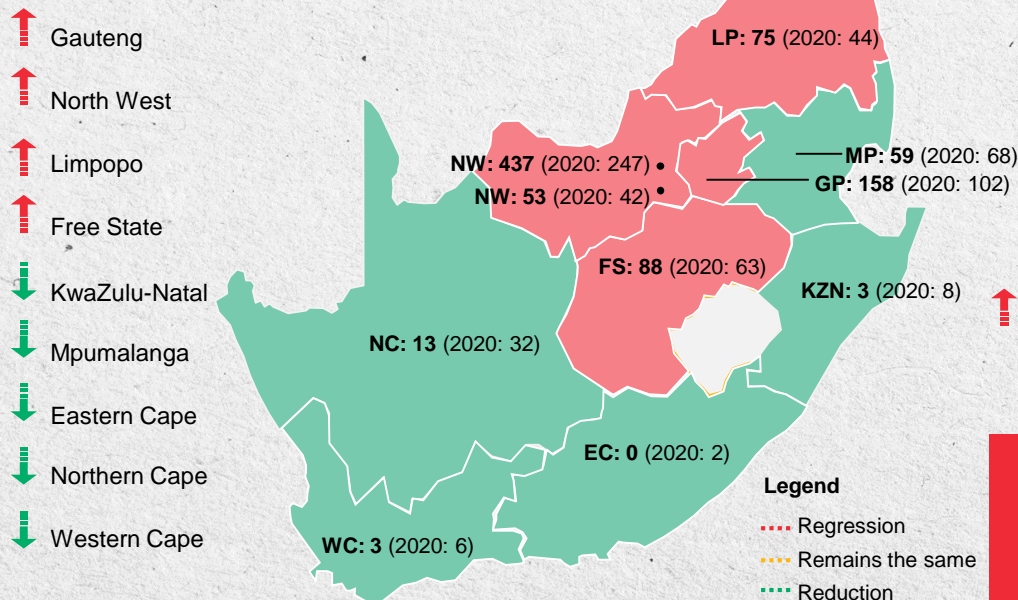 Gauteng
North West
Limpopo
Free State
KwaZulu-Natal
Mpumalanga
Eastern Cape
Northern Cape
Western Cape
LP: 75 (2020: 44)
NW: 437 (2020: 247)
NW: 53 (2020: 42)
MP: 59 (2020: 68)
GP: 158 (2020: 102)
FS: 88 (2020: 63)
KZN: 3 (2020: 8)
NC: 13 (2020: 32)
EC: 0 (2020: 2)
WC: 3 (2020: 6)
Legend
Regression
Remains the same
Reduction